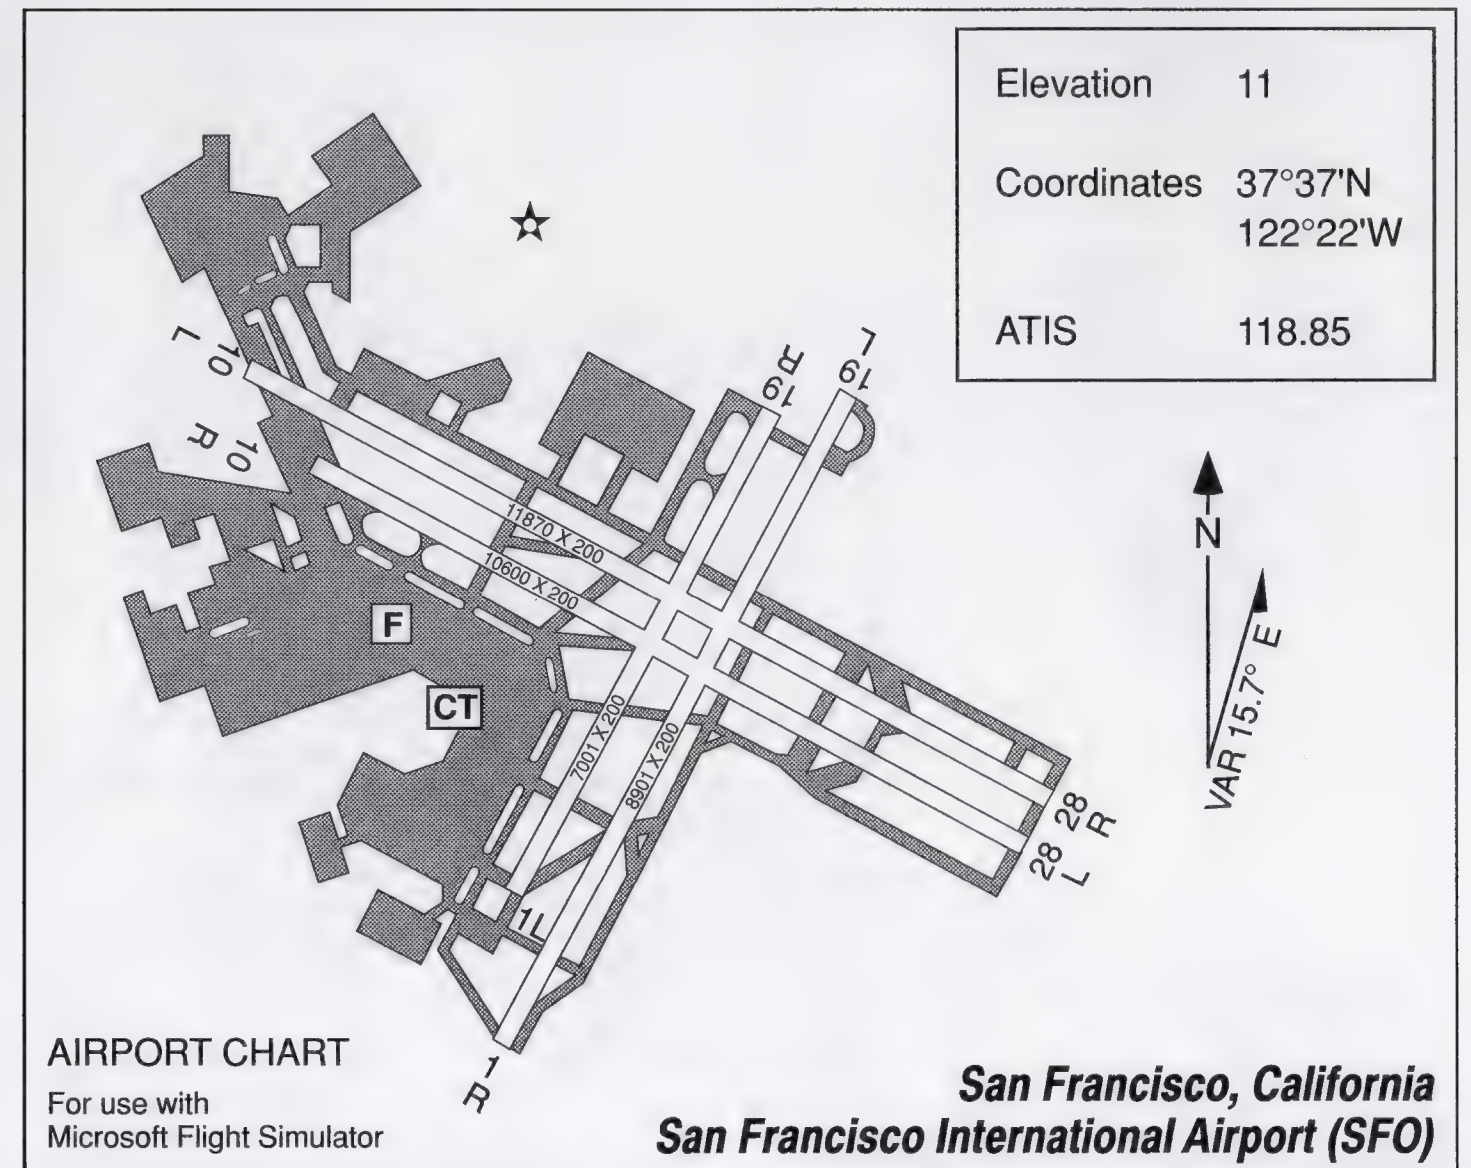 Elevation 11
Coordinates 37°37'N
122°22'W
ATIS 118.85
10
L
10
R
19
R
19
L
11870 X 200
10600 X 200
F
CT
7001 X 200
8901 X 200
N
VAR 15.7° E
28
R
28
L
1L
1
R
AIRPORT CHART
For use with
Microsoft Flight Simulator
San Francisco, California
San Francisco International Airport (SFO)